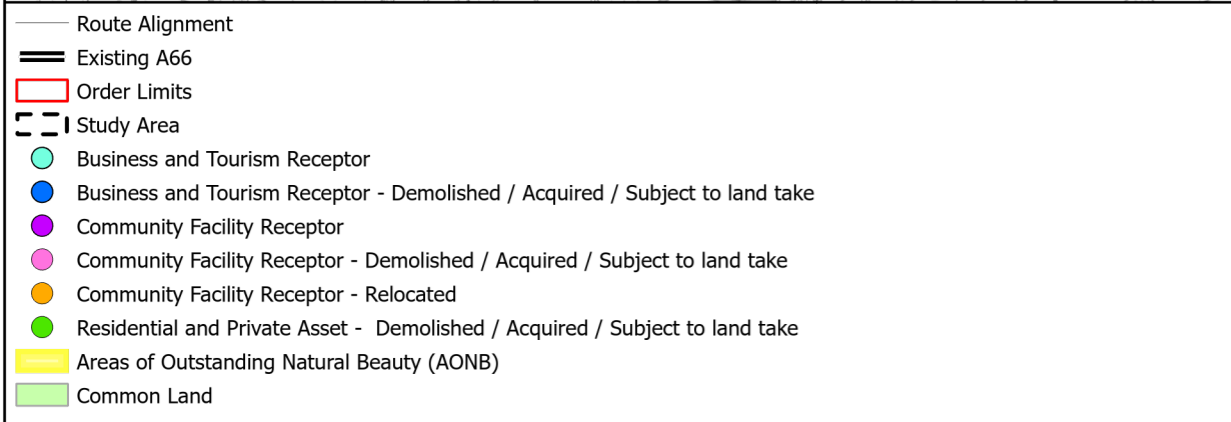 Route Alignment
Existing A66
Order Limits
Study Area
Business and Tourism Receptor
Business and Tourism Receptor - Demolished / Acquired / Subject to land take
Community Facility Receptor
Community Facility Receptor - Demolished / Acquired / Subject to land take
Community Facility Receptor - Relocated
Residential and Private Asset -  Demolished / Acquired / Subject to land take
Areas of Outstanding Natural Beauty (AONB)
Common Land